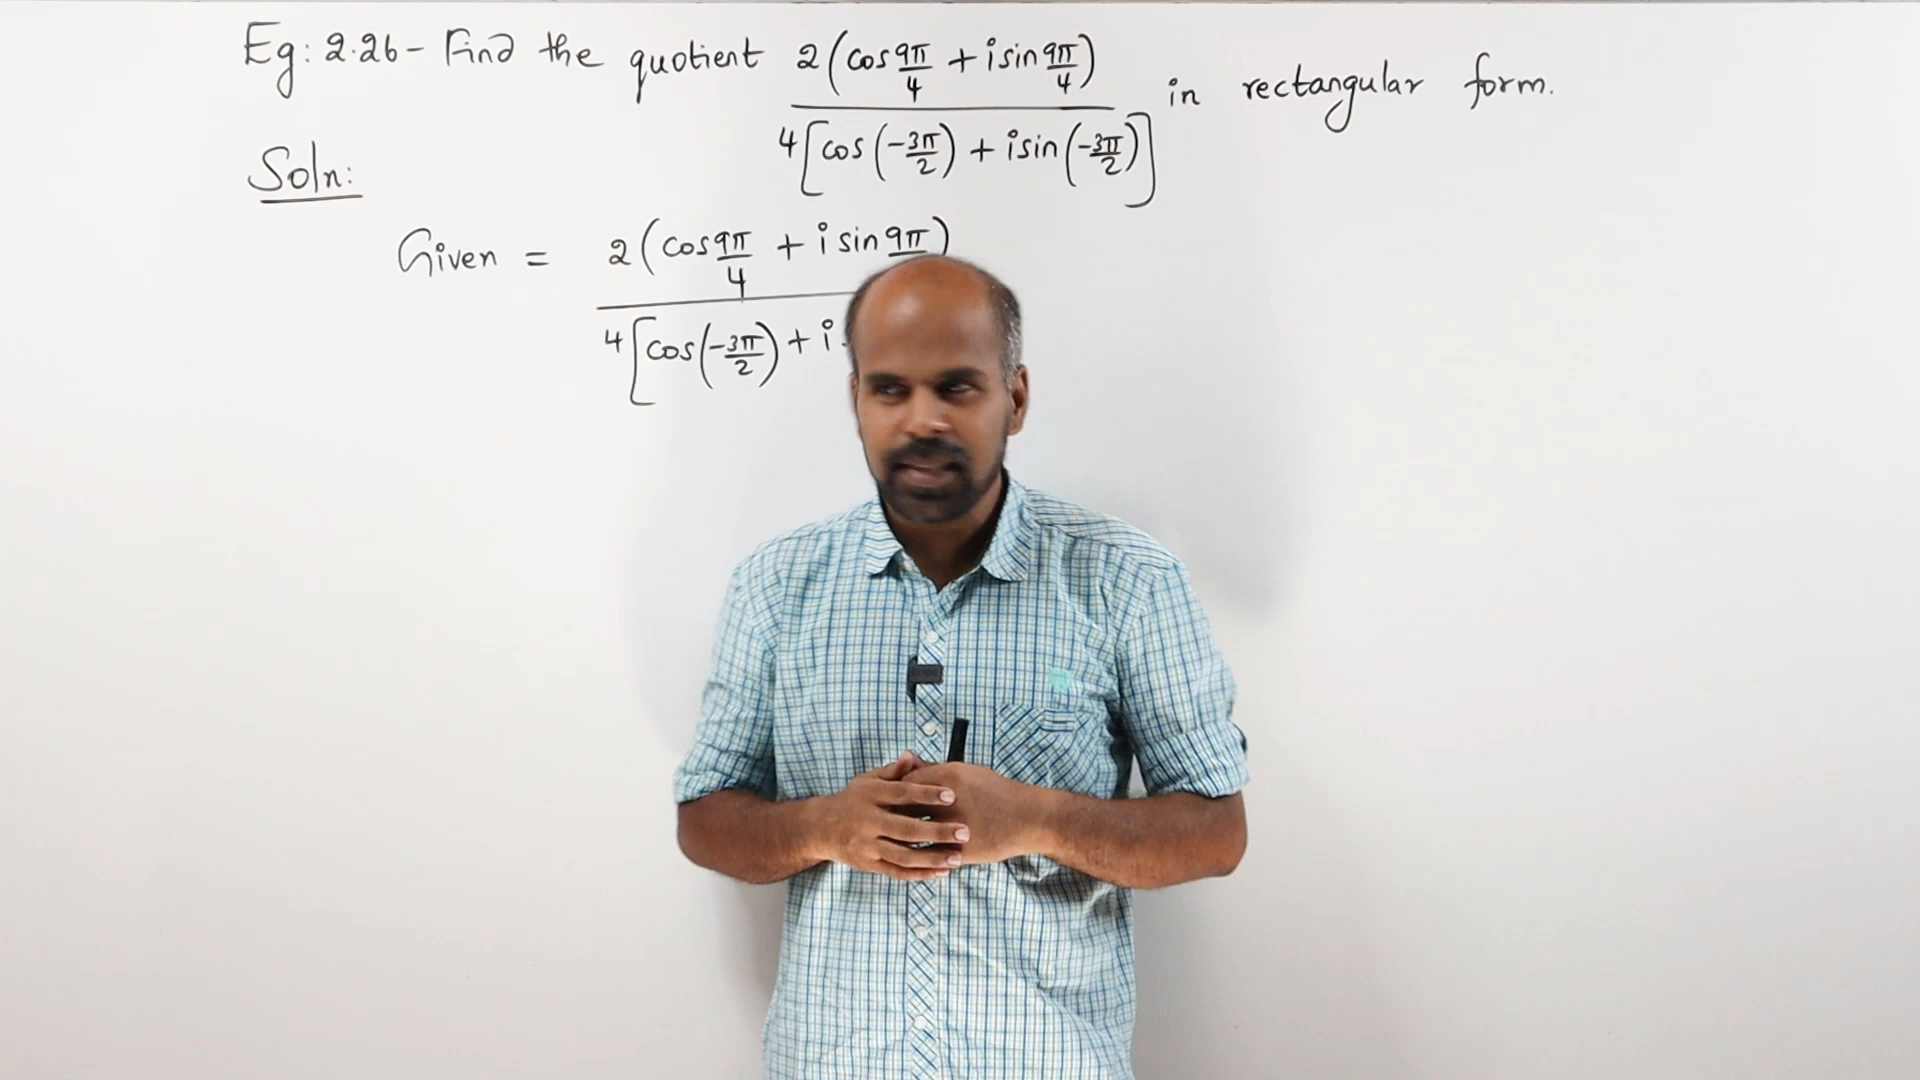 Eg: 2.26 - Find the quotient 2(cos 9π/4 + i sin 9π/4) / 4[cos(-3π/2) + i sin(-3π/2)] in rectangular form.
Soln:
Given = 2(cos 9π/4 + i sin 9π) / 4[cos(-3π/2) + i